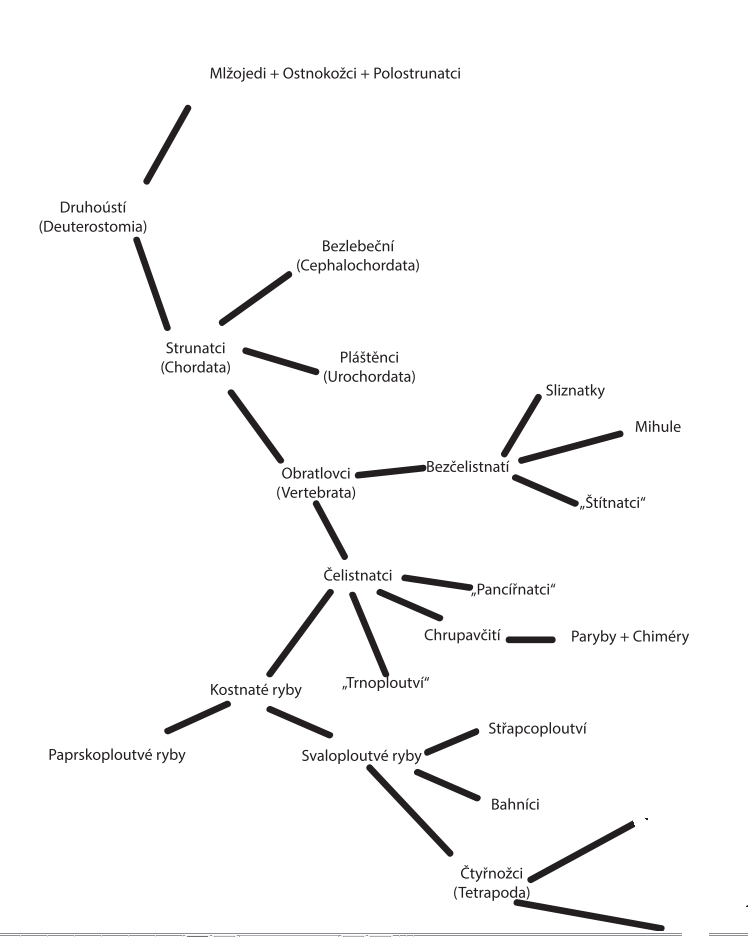 Mlžojedi + Ostnokožci + Polostrunatci
Druhoústí
(Deuterostomia)
Bezlebeční
(Cephalochordata)
Strunatci
(Chordata)
Pláštěnci
(Urochordata)
Sliznatky
Mihule
Obratlovci
(Vertebrata)
Bezčelistnatí
„Štítnatci“
Čelistnatci
„Pancířnatci“
Chrupavčití
Paryby + Chiméry
Kostnaté ryby
„Trnoploutví“
Paprskoploutvé ryby
Svaloploutvé ryby
Střapcoploutví
Bahníci
Čtyřnožci
(Tetrapoda)